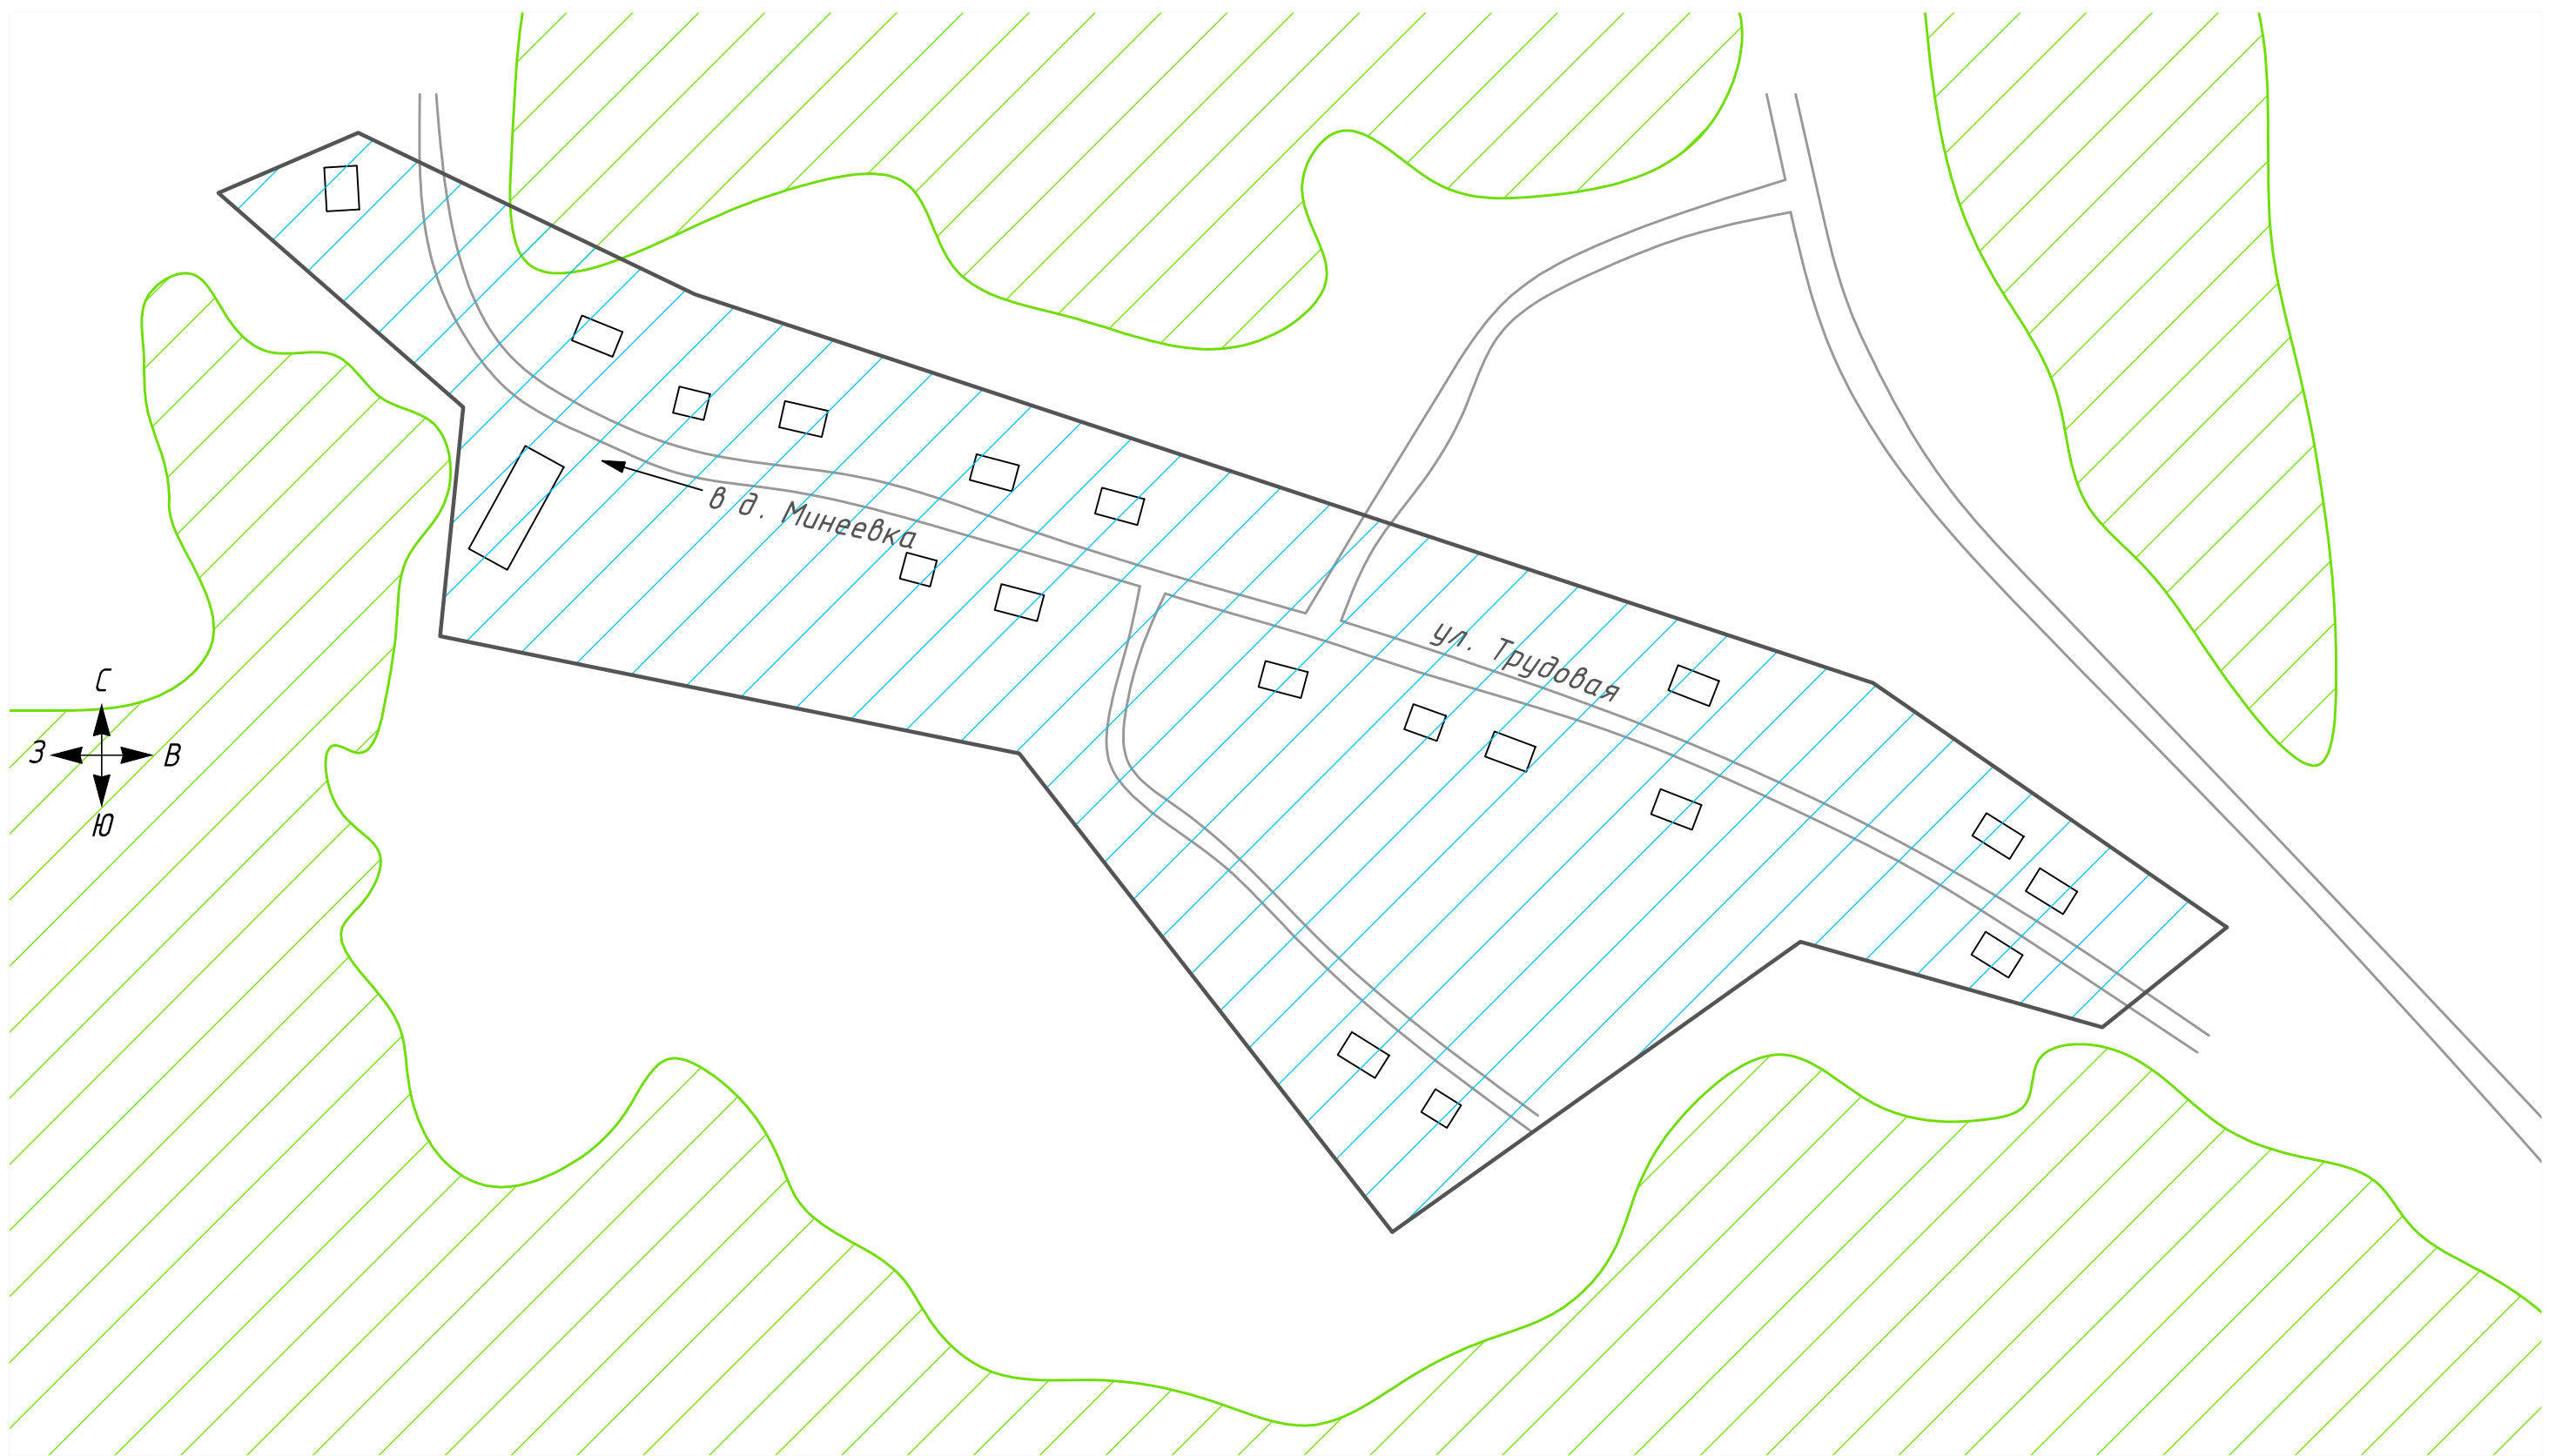 в д. Минеевка
ул. Трудовая
С
З
В
Ю